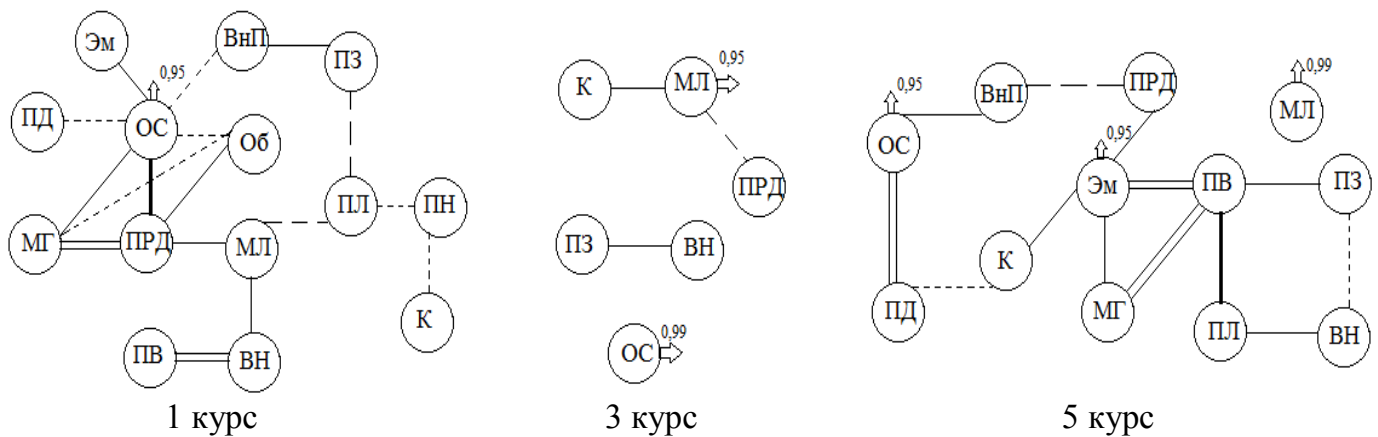 Эм
ВнП
ПЗ
0,95
ПД
ОС
Об
ПЛ
ПН
МГ
ПРД
МЛ
К
ПВ
ВН
1 курс
К
МЛ
0,95
ПРД
ПЗ
ВН
ОС
0,99
3 курс
0,95
ОС
ВнП
ПРД
0,99
МЛ
0,95
Эм
ПВ
ПЗ
К
ПД
МГ
ПЛ
ВН
5 курс